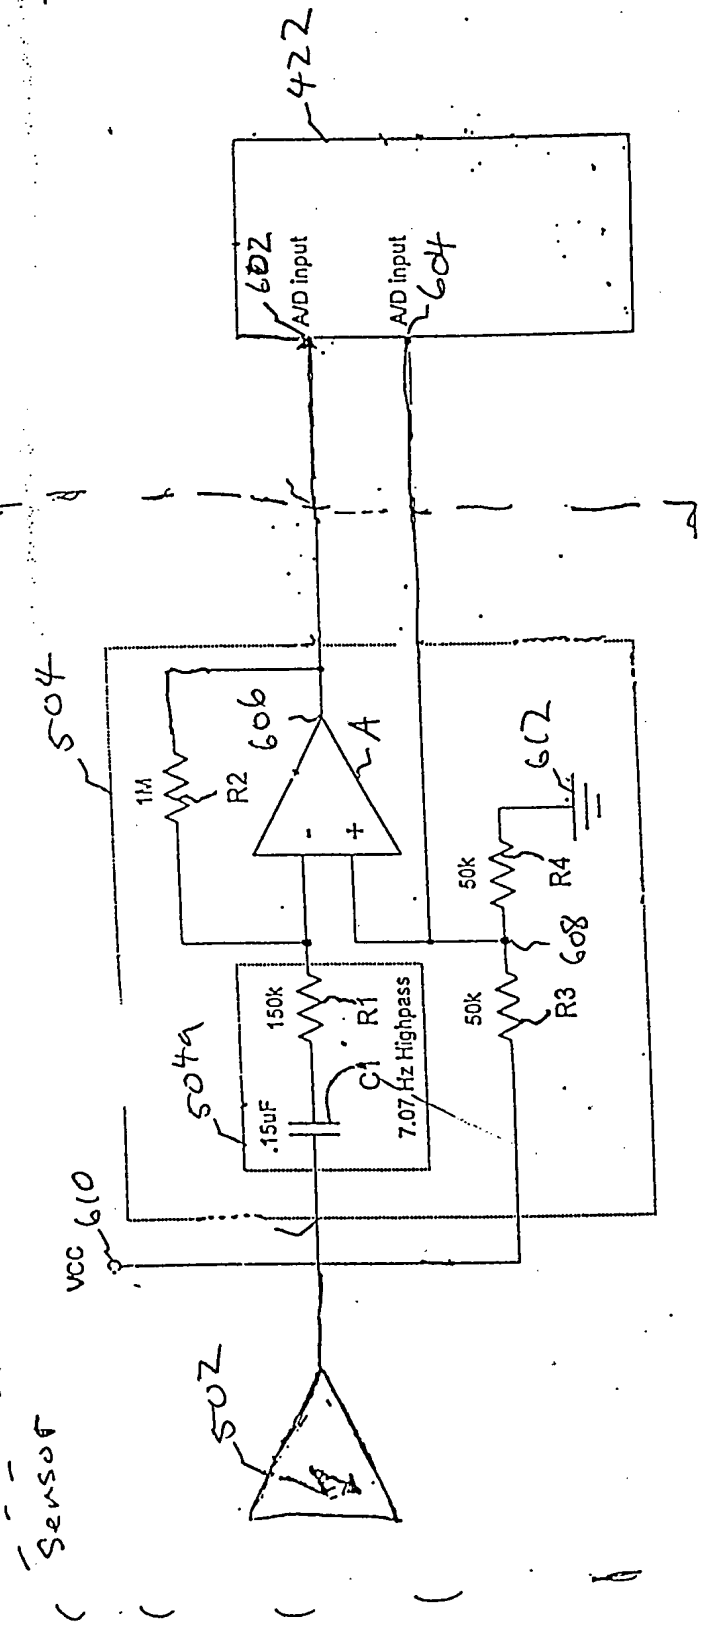 422
602
A/D input
A/D input
604
504
1M
R2
606
A
-
+
612
50k
R4
608
504a
150k
R1
.15uF
C1
7.07 Hz Highpass
50k
R3
VCC 610
502
Sensor